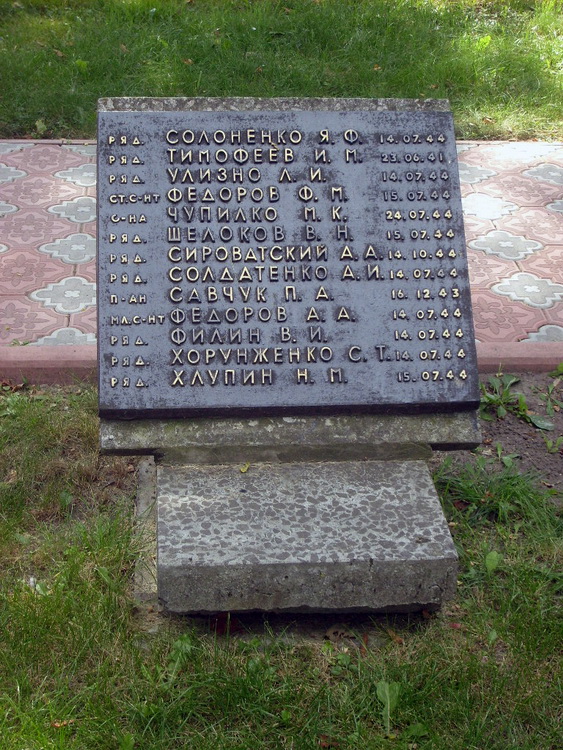 РЯД. СОЛОНЕНКО Я. Ф. 14.07.44
РЯД. ТИМОФЕЕВ И. М. 23.06.41
РЯД. УЛИЗНО Л. И. 14.07.44
СТ.С-НТ ФЕДОРОВ Ф. М. 15.07.44
С-НА ЧУПИЛКО М. К. 24.07.44
РЯД. ШЕЛОКОВ В. Н. 15.07.44
РЯД. СИРОВАТСКИЙ А. А. 14.10.44
РЯД. СОЛДАТЕНКО А. И. 14.07.44
П-АН САВЧУК П. А. 16.12.43
МЛ.С-НТ ФЕДОРОВ А. А. 14.07.44
РЯД. ФИЛИН В. И. 14.07.44
РЯД. ХОРУНЖЕНКО С. Т. 14.07.44
РЯД. ХЛУПИН Н. М. 15.07.44